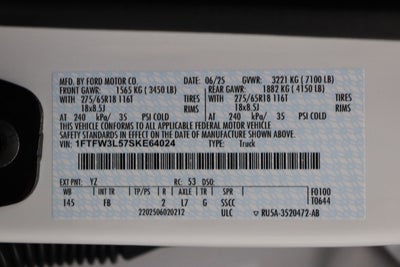 MFD. BY FORD MOTOR CO. 06/25 GVWR: 3221 KG ( 7100 LB)
FRONT GAWR: 1565 KG ( 3450 LB) REAR GAWR: 1882 KG ( 4150 LB)
WITH 275/65R18 116T TIRES WITH 275/65R18 116T TIRES
18x8.5J RIMS 18x8.5J RIMS
AT 240 kPa/ 35 PSI COLD AT 240 kPa/ 35 PSI COLD
THIS VEHICLE CONFORMS TO ALL APPLICABLE FEDERAL MOTOR VEHICLE
SAFETY STANDARDS IN EFFECT ON THE DATE OF MANUFACTURE SHOWN ABOVE.
VIN: 1FTFW3L57SKE64024 TYPE: Truck
EXT PNT: YZ RC: 53 DSO:
WB INT TR TP/PS R AXLE TR SPR F0100
145 FB 2 L7 G SSCC T0644
2202506020212 ULC RU5A-3520472-AB